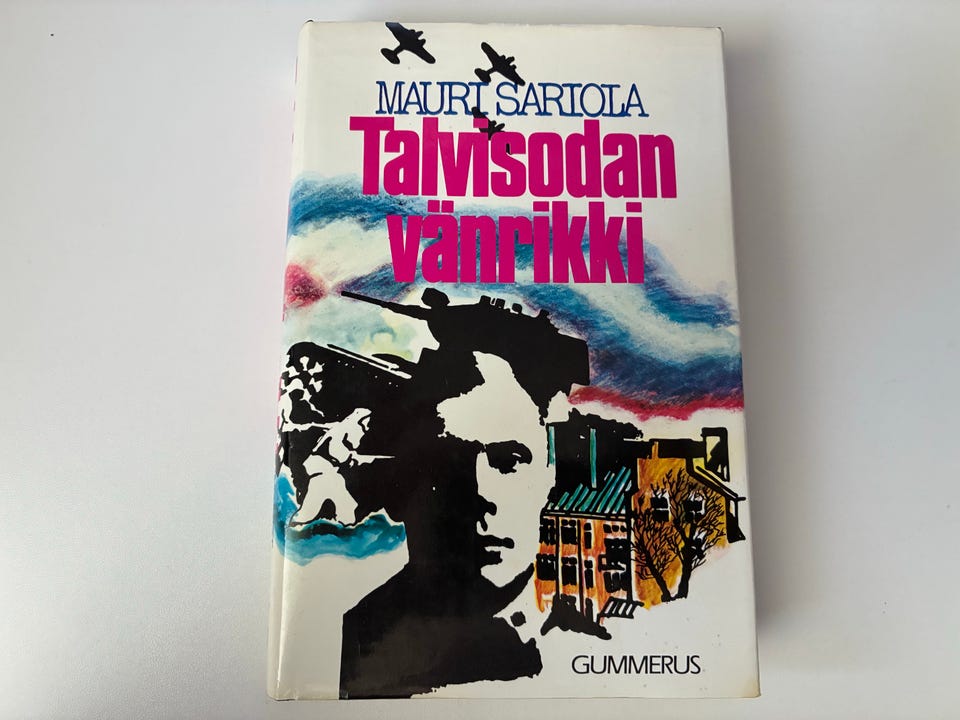 MAURI SARIOLA
Talvisodan
vänrikki
GUMMERUS